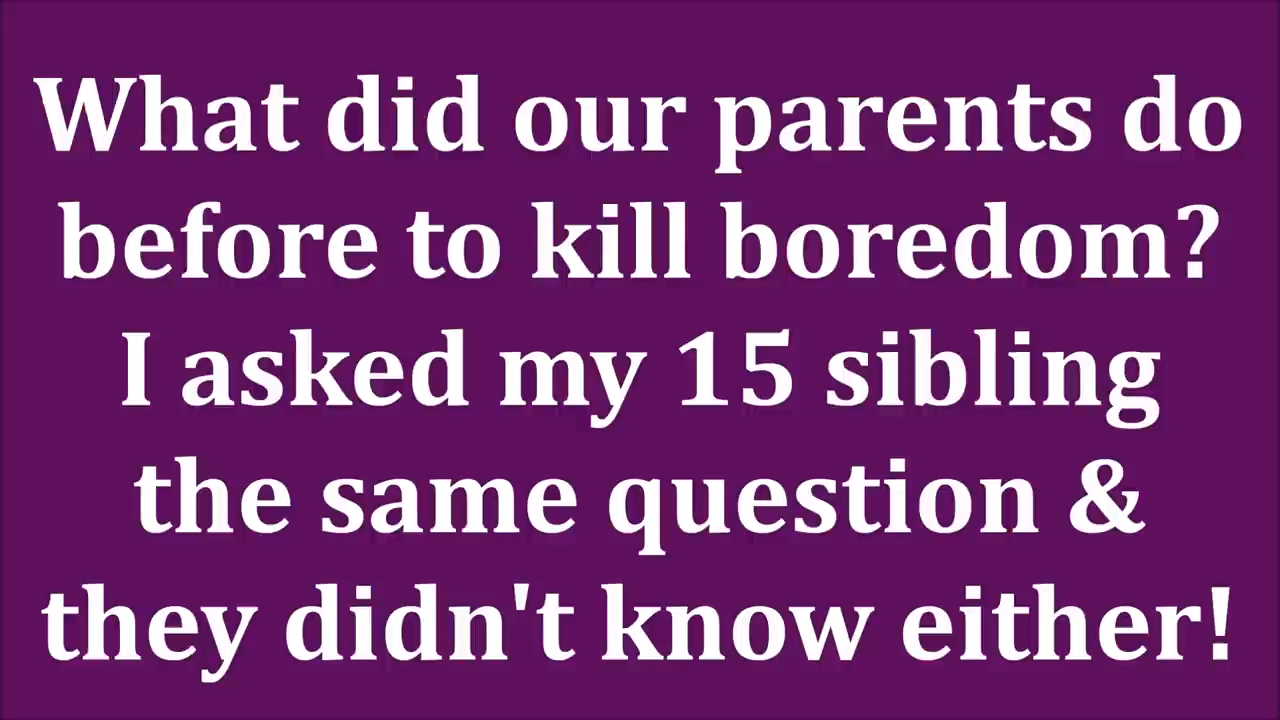 What did our parents do
before to kill boredom?
I asked my 15 sibling
the same question &
they didn't know either!